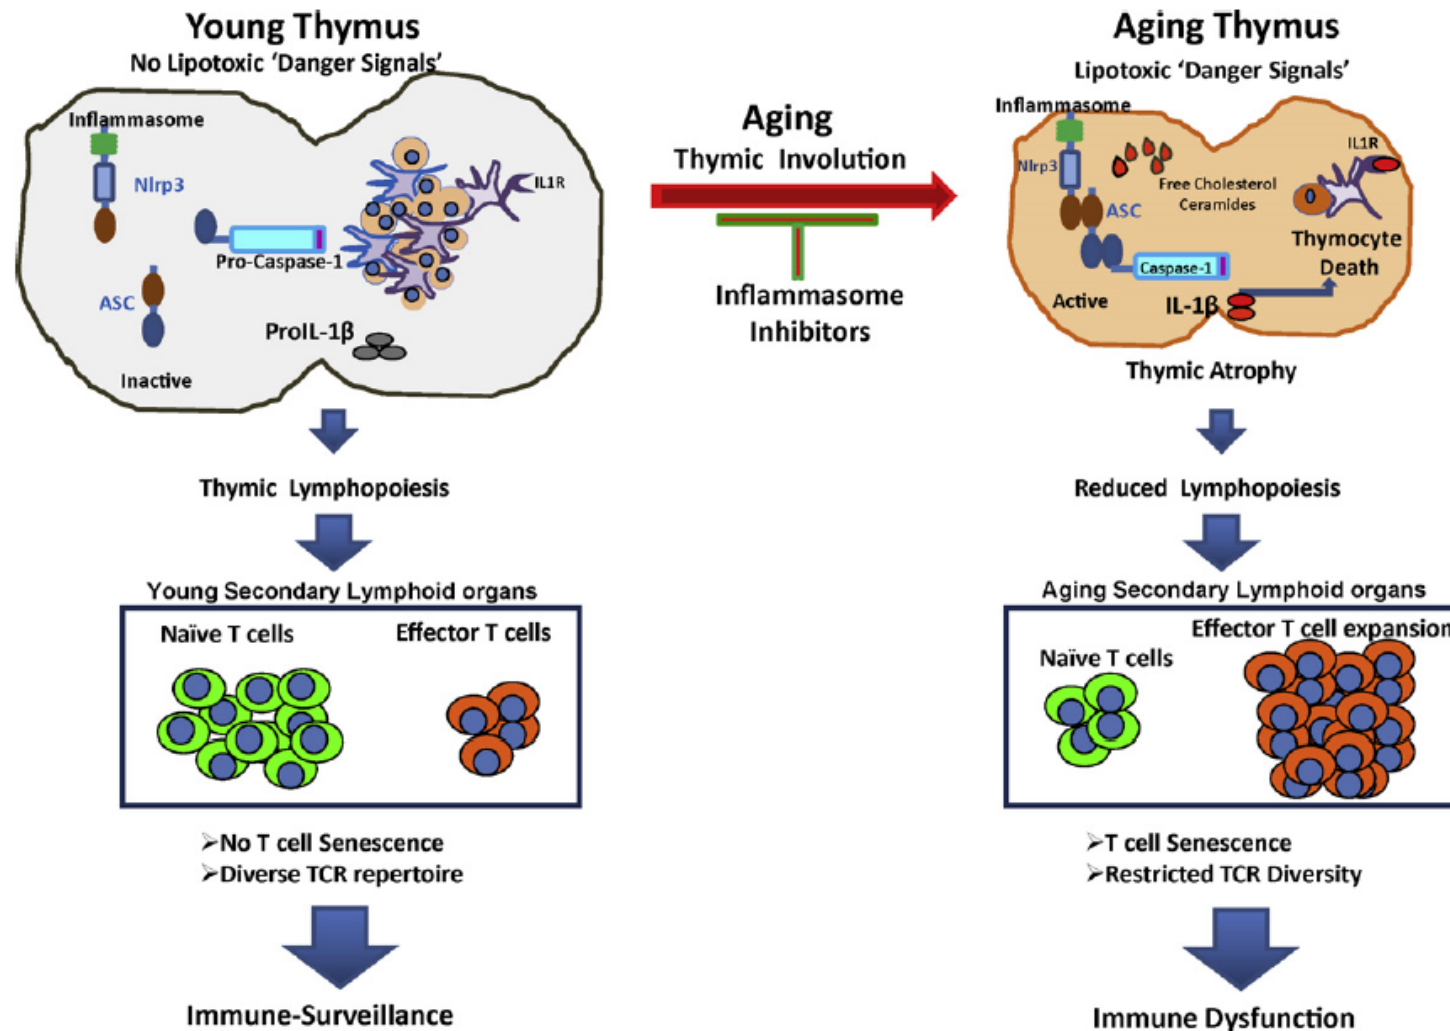 Young Thymus
No Lipotoxic ‘Danger Signals’
Inflammasome
Nlrp3
IL1R
Pro-Caspase-1
ASC
ProIL-1β
Inactive
Aging
Thymic Involution
Inflammasome
Inhibitors
Aging Thymus
Lipotoxic ‘Danger Signals’
Inflammasome
IL1R
Nlrp3
Free Cholesterol
Ceramides
ASC
Thymocyte
Death
Caspase-1
Active
IL-1β
Thymic Atrophy
Thymic Lymphopoiesis
Young Secondary Lymphoid organs
Naïve T cells
Effector T cells
➢No T cell Senescence
➢Diverse TCR repertoire
Immune-Surveillance
Reduced Lymphopoiesis
Aging Secondary Lymphoid organs
Effector T cell expansion
Naïve T cells
➢T cell Senescence
➢Restricted TCR Diversity
Immune Dysfunction